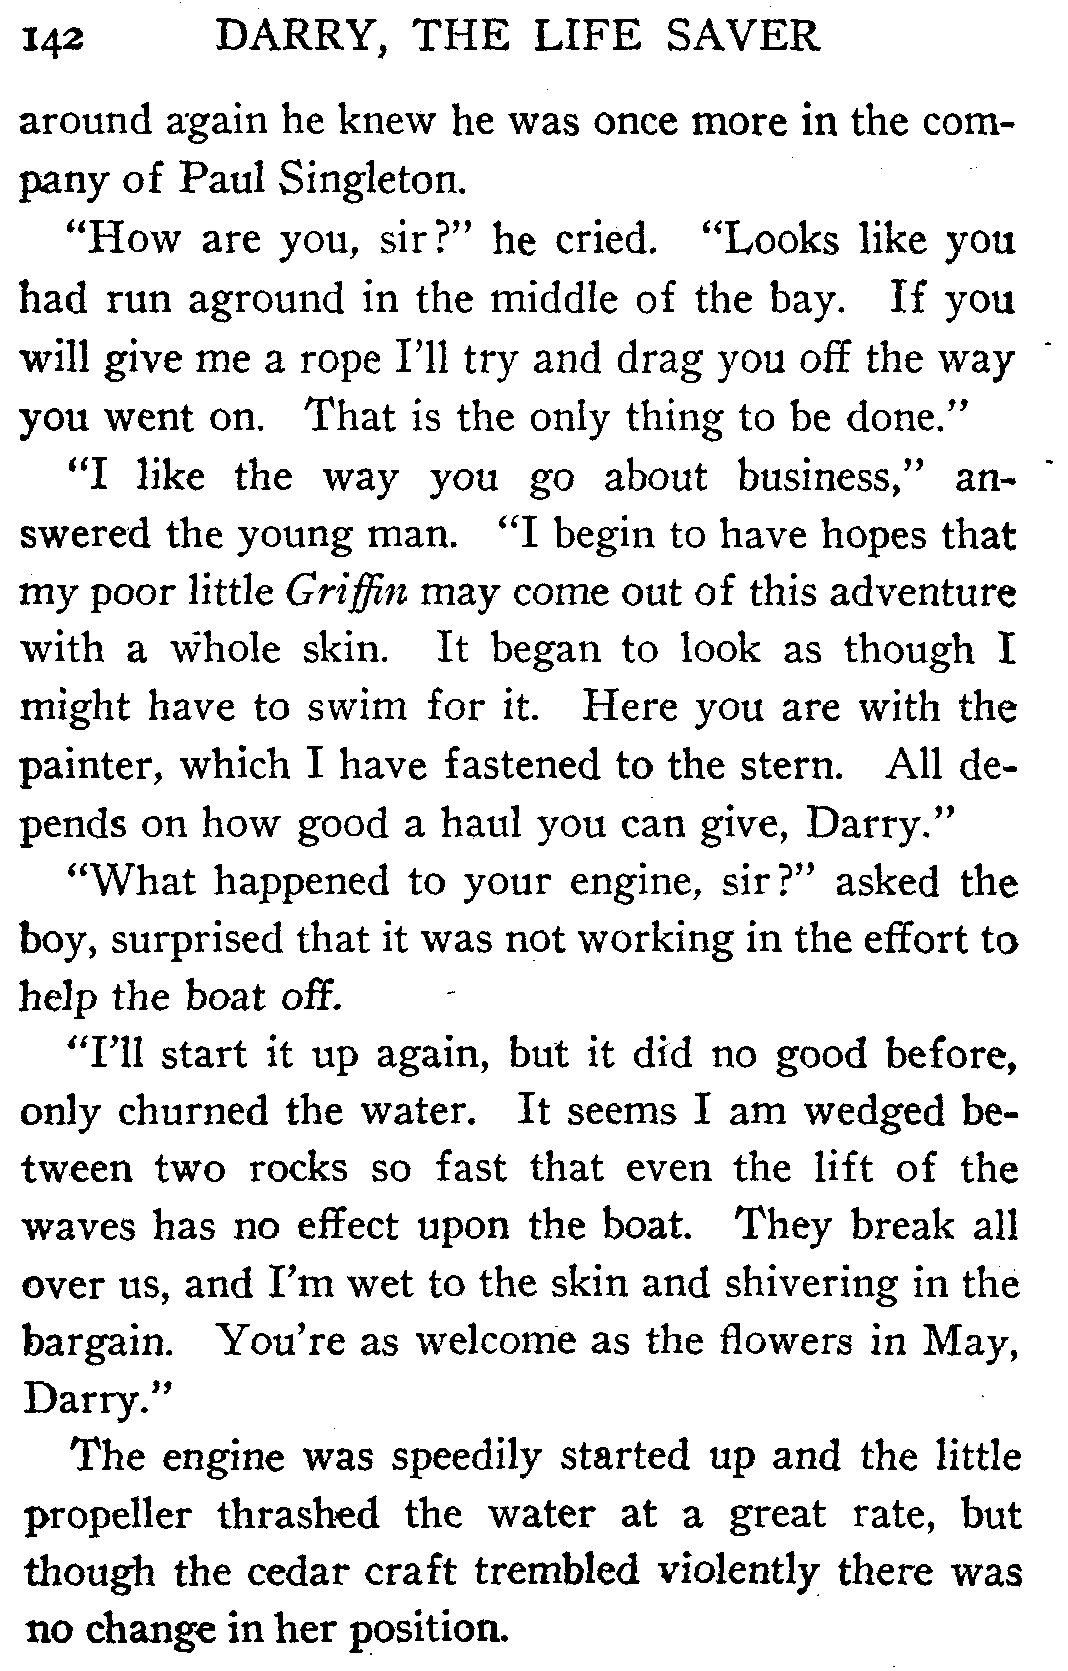 142 DARRY, THE LIFE SAVER
around again he knew he was once more in the com-
pany of Paul Singleton.
“How are you, sir?” he cried. “Looks like you
had run aground in the middle of the bay. If you
will give me a rope I’ll try and drag you off the way
you went on. That is the only thing to be done.”
“I like the way you go about business,” an-
swered the young man. “I begin to have hopes that
my poor little Griffin may come out of this adventure
with a whole skin. It began to look as though I
might have to swim for it. Here you are with the
painter, which I have fastened to the stern. All de-
pends on how good a haul you can give, Darry.”
“What happened to your engine, sir?” asked the
boy, surprised that it was not working in the effort to
help the boat off.
“I’ll start it up again, but it did no good before,
only churned the water. It seems I am wedged be-
tween two rocks so fast that even the lift of the
waves has no effect upon the boat. They break all
over us, and I’m wet to the skin and shivering in the
bargain. You’re as welcome as the flowers in May,
Darry.”
The engine was speedily started up and the little
propeller thrashed the water at a great rate, but
though the cedar craft trembled violently there was
no change in her position.